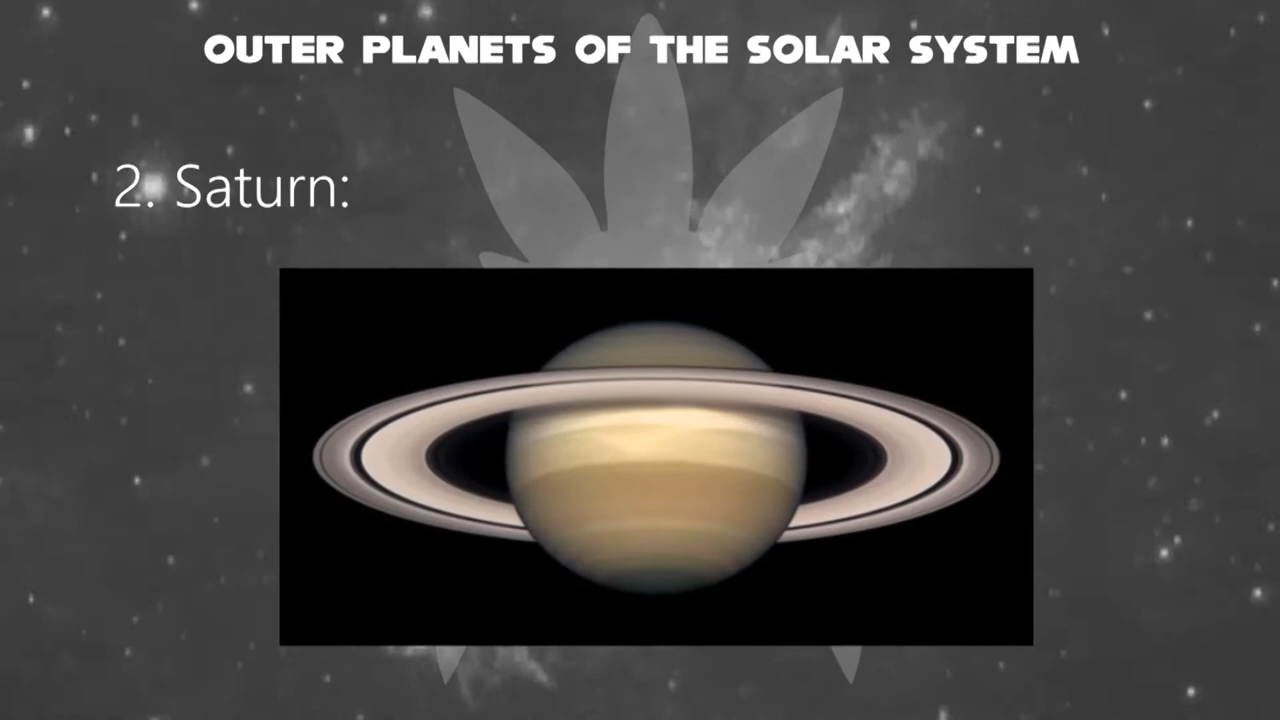 OUTER PLANETS OF THE SOLAR SYSTEM
2. Saturn: